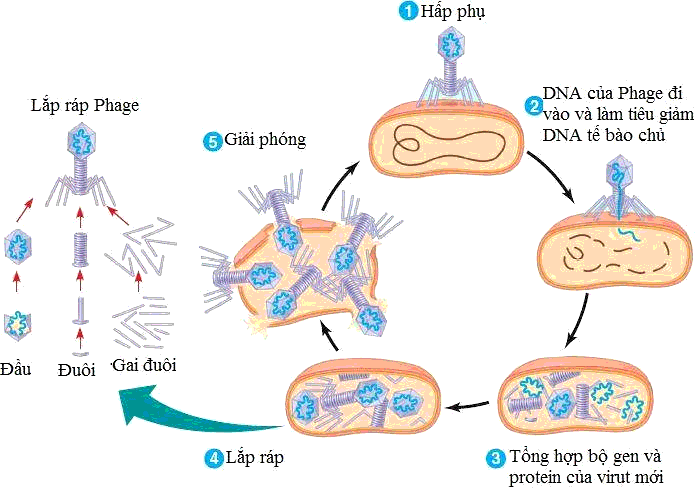 1 Hấp phụ
2 DNA của Phage đi
vào và làm tiêu giảm
DNA tế bào chủ
3 Tổng hợp bộ gen và
protein của virut mới
4 Lắp ráp
5 Giải phóng
Lắp ráp Phage
Đầu
Đuôi
Gai đuôi